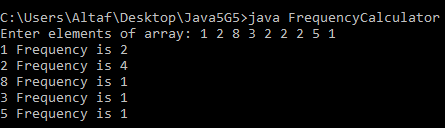 C:\Users\Altaf\Desktop\Java5G5>java FrequencyCalculator
Enter elements of array: 1 2 8 3 2 2 2 5 1
1 Frequency is 2
2 Frequency is 4
8 Frequency is 1
3 Frequency is 1
5 Frequency is 1